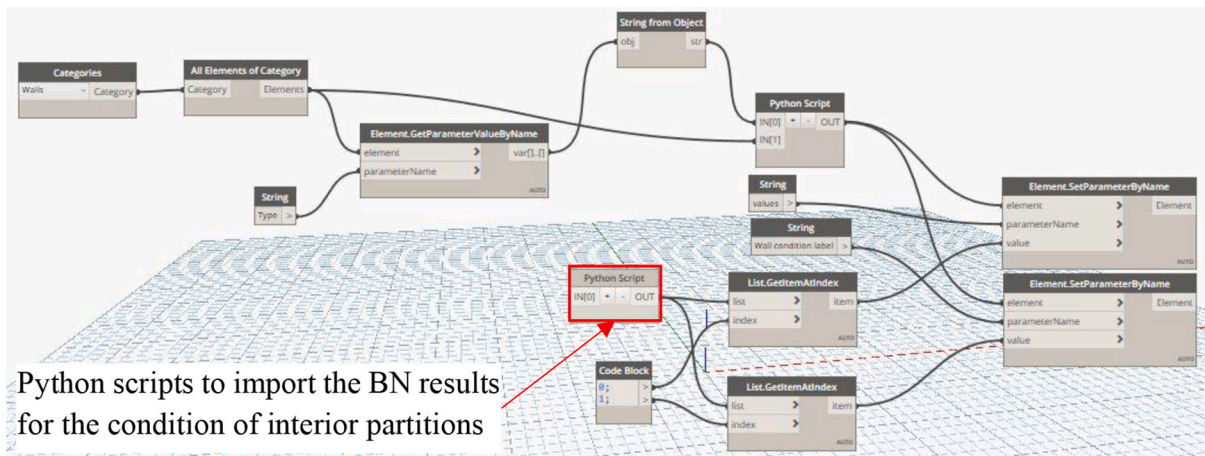 String from Object
obj str
Categories
Walls Category
All Elements of Category
Category Elements
Python Script
IN[0] + - OUT
IN[1]
Element.GetParameterValueByName
element > var[]..[]
parameterName >
AUTO
String
Type >
String
values >
String
Wall condition label >
Element.SetParameterByName
element > Element
parameterName >
value >
AUTO
Python Script
IN[0] + - OUT
List.GetItemAtIndex
list > item
index >
AUTO
Element.SetParameterByName
element > Element
parameterName >
value >
AUTO
Code Block
0; >
1; >
List.GetItemAtIndex
list > item
index >
AUTO
Python scripts to import the BN results
for the condition of interior partitions